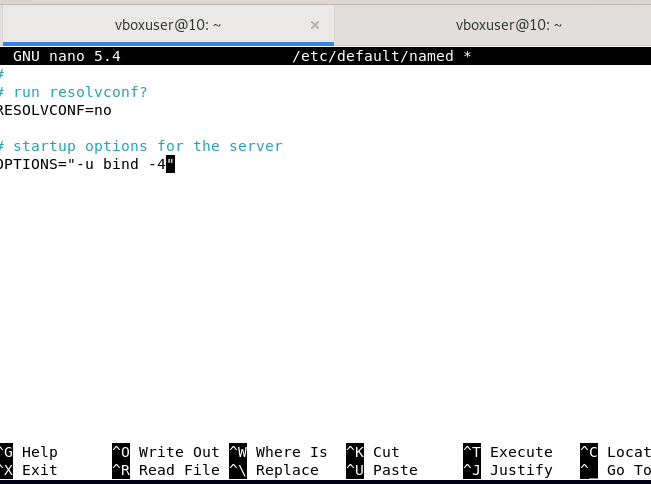 vboxuser@10: ~ × vboxuser@10: ~
GNU nano 5.4 /etc/default/named *
#
# run resolvconf?
RESOLVCONF=no
# startup options for the server
OPTIONS="-u bind -4"
^G Help ^O Write Out ^W Where Is ^K Cut ^T Execute ^C Locat
^X Exit ^R Read File ^\ Replace ^U Paste ^J Justify ^_ Go To